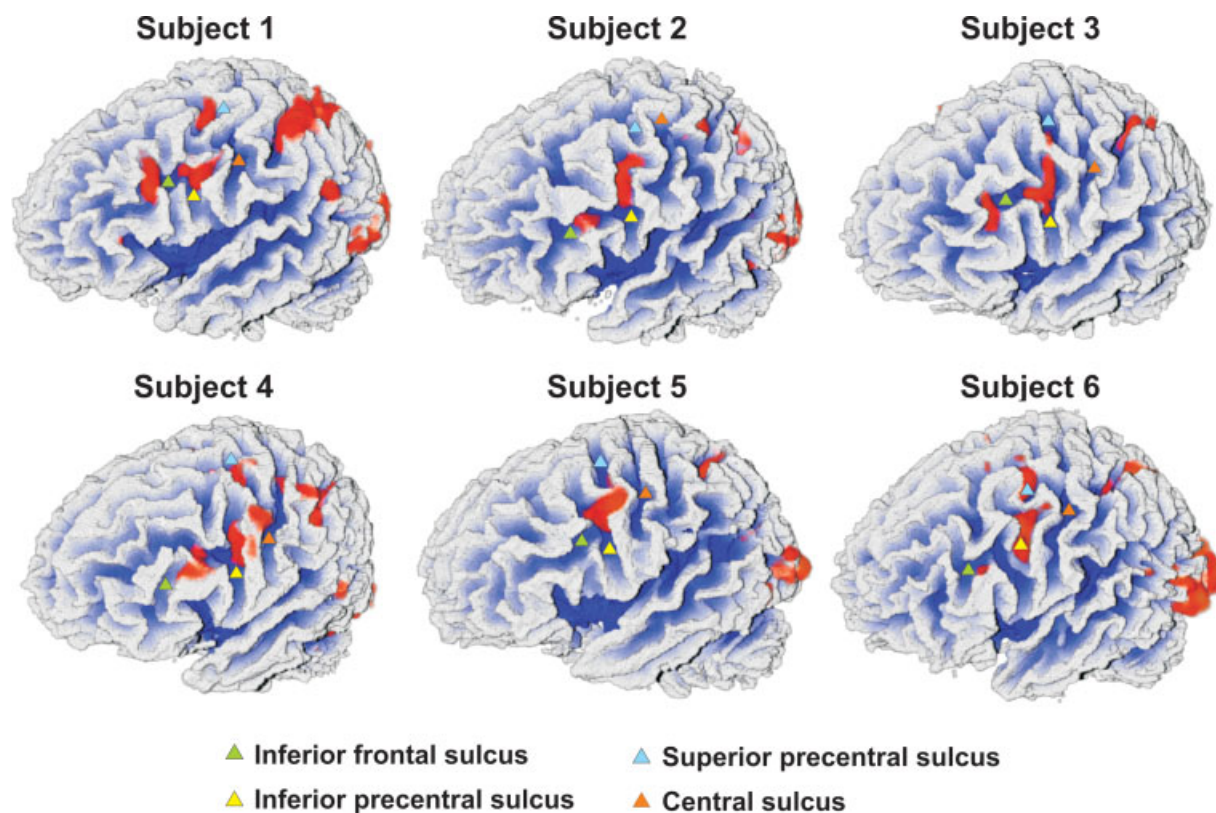 Subject 1
Subject 2
Subject 3
Subject 4
Subject 5
Subject 6
Inferior frontal sulcus
Superior precentral sulcus
Inferior precentral sulcus
Central sulcus